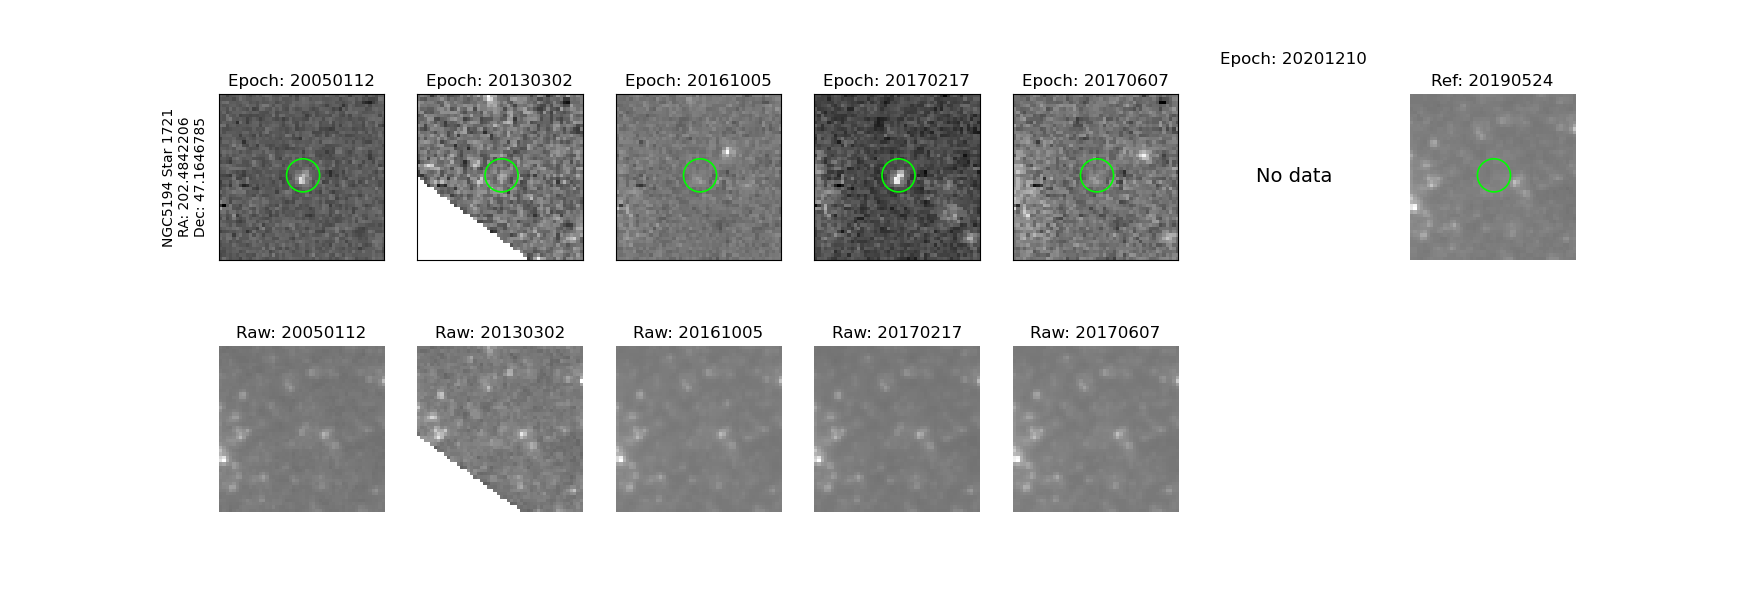 Epoch: 20201210
Epoch: 20050112
Epoch: 20130302
Epoch: 20161005
Epoch: 20170217
Epoch: 20170607
Ref: 20190524
NGC5194 Star 1721
RA: 202.4842206
Dec: 47.1646785
No data
Raw: 20050112
Raw: 20130302
Raw: 20161005
Raw: 20170217
Raw: 20170607